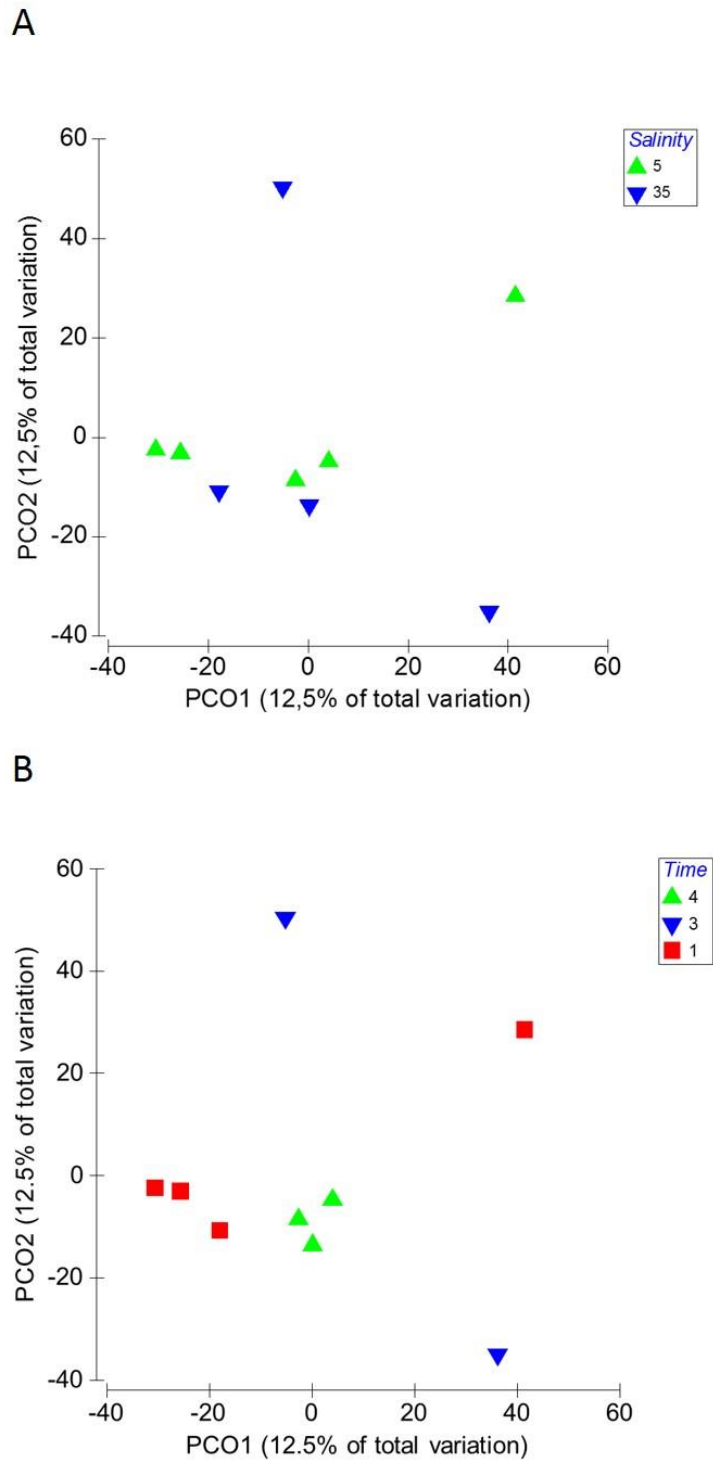 A
Salinity
5
35
60
40
20
0
-20
-40
PCO2 (12,5% of total variation)
-40 -20 0 20 40 60
PCO1 (12,5% of total variation)
B
Time
4
3
1
60
40
20
0
-20
-40
PCO2 (12.5% of total variation)
-40 -20 0 20 40 60
PCO1 (12.5% of total variation)